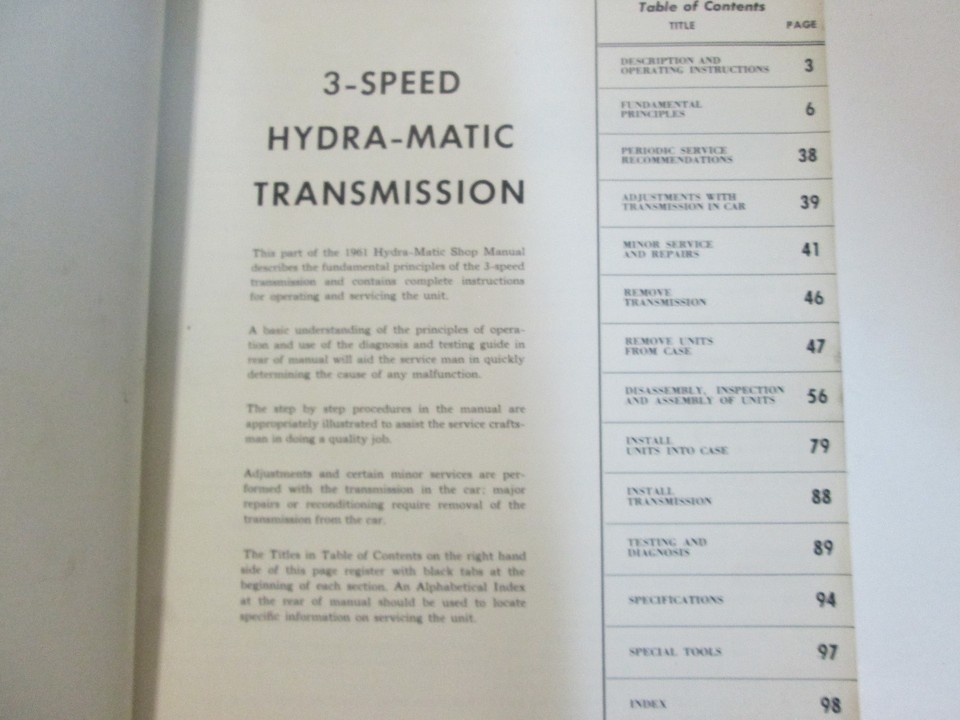 3-SPEED
HYDRA-MATIC
TRANSMISSION
This part of the 1961 Hydra-Matic Shop Manual
describes the fundamental principles of the 3-speed
transmission and contains complete instructions
for operating and servicing the unit.
A basic understanding of the principles of opera-
tion and use of the diagnosis and testing guide in
rear of manual will aid the service man in quickly
determining the cause of any malfunction.
The step by step procedures in the manual are
appropriately illustrated to assist the service crafts-
man in doing a quality job.
Adjustments and certain minor services are per-
formed with the transmission in the car; major
repairs or reconditioning require removal of the
transmission from the car.
The Titles in Table of Contents on the right hand
side of this page register with black tabs at the
beginning of each section. An Alphabetical Index
at the rear of manual should be used to locate
specific information on servicing the unit.
Table of Contents
TITLE PAGE
DESCRIPTION AND
OPERATING INSTRUCTIONS 3
FUNDAMENTAL
PRINCIPLES 6
PERIODIC SERVICE
RECOMMENDATIONS 38
ADJUSTMENTS WITH
TRANSMISSION IN CAR 39
MINOR SERVICE
AND REPAIRS 41
REMOVE
TRANSMISSION 46
REMOVE UNITS
FROM CASE 47
DISASSEMBLY, INSPECTION
AND ASSEMBLY OF UNITS 56
INSTALL
UNITS INTO CASE 79
INSTALL
TRANSMISSION 88
TESTING AND
DIAGNOSIS 89
SPECIFICATIONS 94
SPECIAL TOOLS 97
INDEX 98